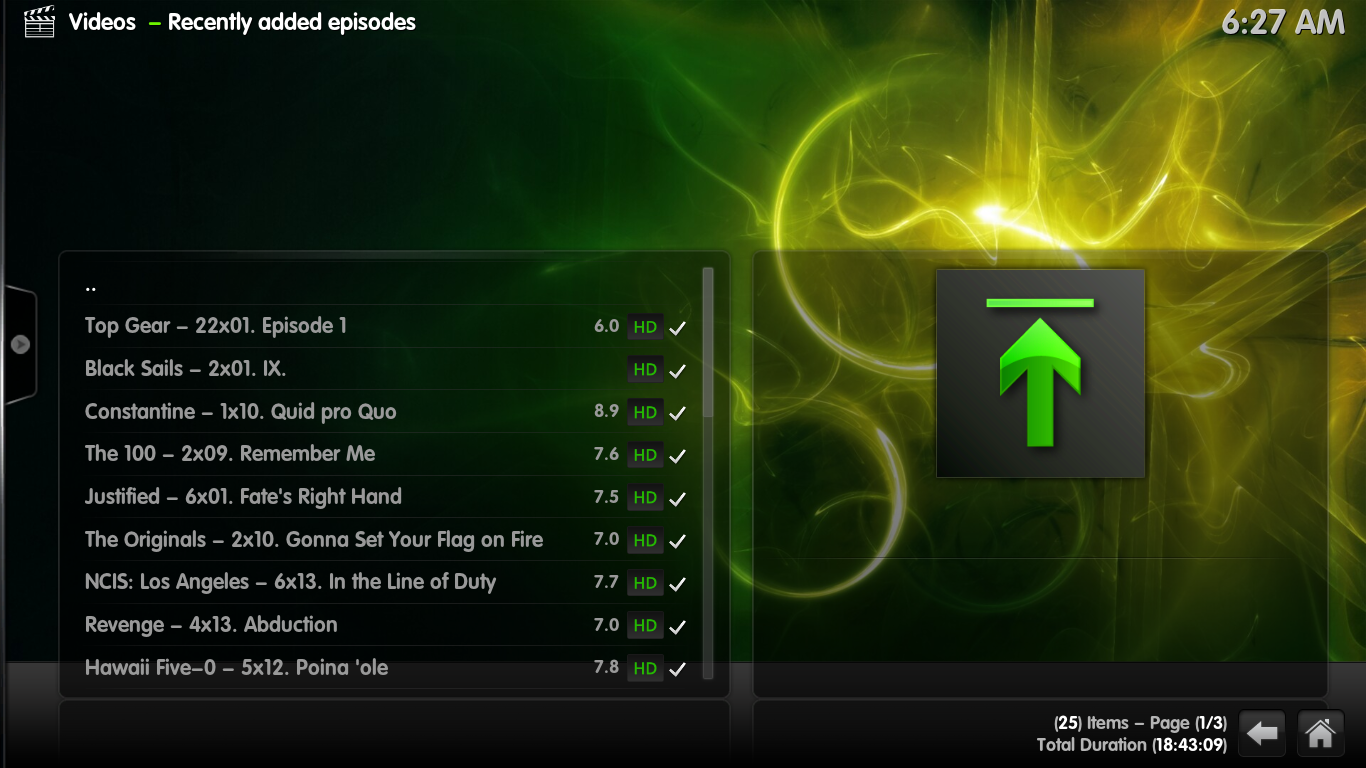 Videos – Recently added episodes
6:27 AM
..
Top Gear – 22x01. Episode 1 6.0 HD
Black Sails – 2x01. IX. HD
Constantine – 1x10. Quid pro Quo 8.9 HD
The 100 – 2x09. Remember Me 7.6 HD
Justified – 6x01. Fate's Right Hand 7.5 HD
The Originals – 2x10. Gonna Set Your Flag on Fire 7.0 HD
NCIS: Los Angeles – 6x13. In the Line of Duty 7.7 HD
Revenge – 4x13. Abduction 7.0 HD
Hawaii Five–0 – 5x12. Poina 'ole 7.8 HD
(25) Items – Page (1/3)
Total Duration (18:43:09)